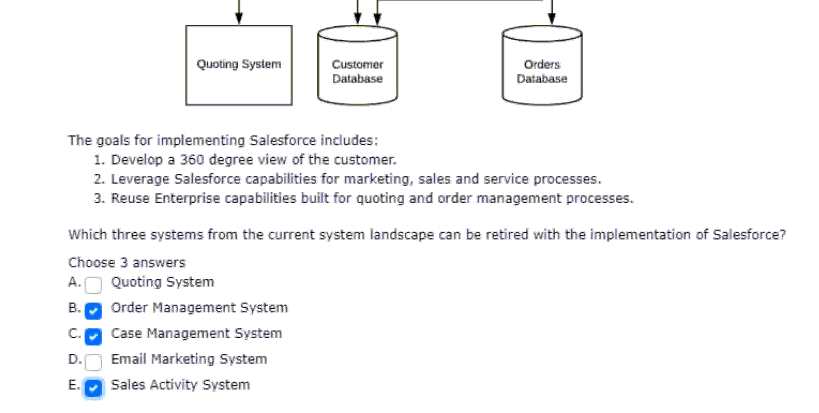 Quoting System
Customer
Database
Orders
Database
The goals for implementing Salesforce includes:
1. Develop a 360 degree view of the customer.
2. Leverage Salesforce capabilities for marketing, sales and service processes.
3. Reuse Enterprise capabilities built for quoting and order management processes.
Which three systems from the current system landscape can be retired with the implementation of Salesforce?
Choose 3 answers
A. Quoting System
B. Order Management System
C. Case Management System
D. Email Marketing System
E. Sales Activity System